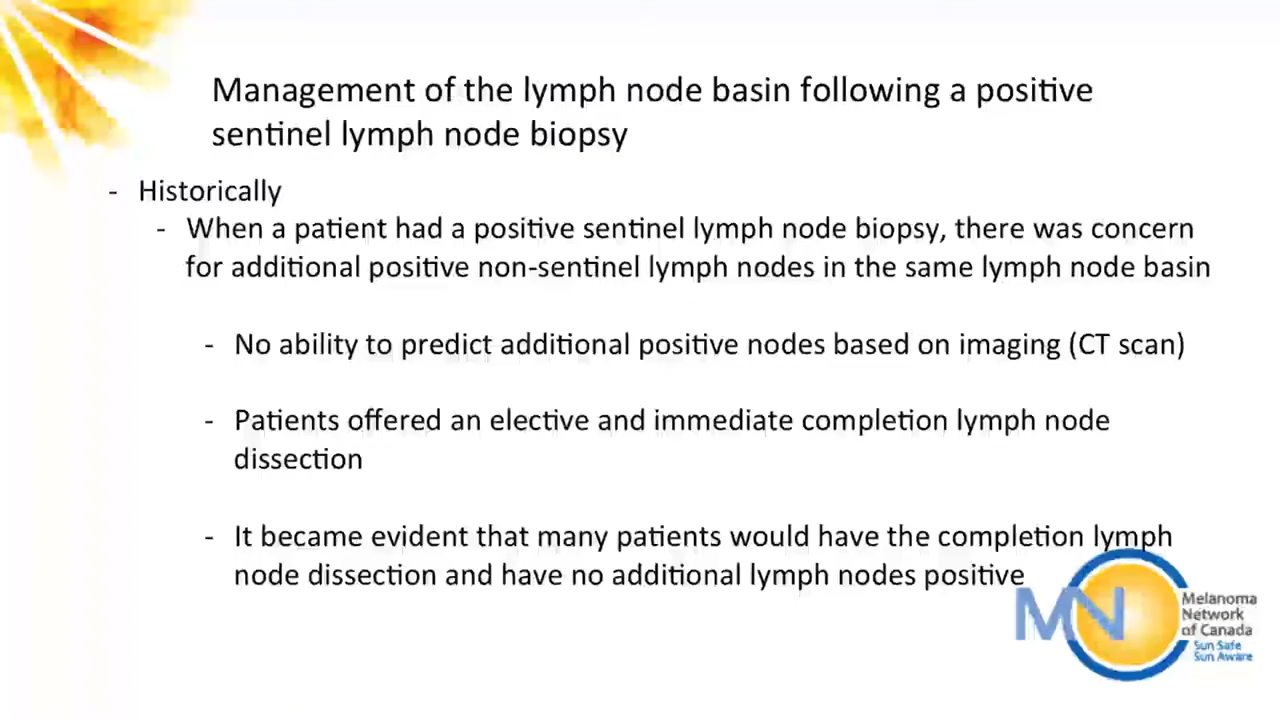 Management of the lymph node basin following a positive
sentinel lymph node biopsy
- Historically
- When a patient had a positive sentinel lymph node biopsy, there was concern
for additional positive non-sentinel lymph nodes in the same lymph node basin
- No ability to predict additional positive nodes based on imaging (CT scan)
- Patients offered an elective and immediate completion lymph node
dissection
- It became evident that many patients would have the completion lymph
node dissection and have no additional lymph nodes positive
MN
Melanoma
Network
of Canada
Sun Safe
Sun Aware